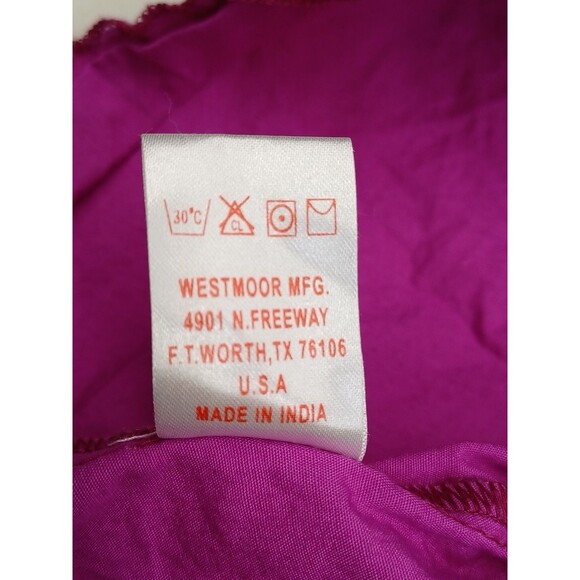 30°C CL
WESTMOOR MFG.
4901 N.FREEWAY
F.T.WORTH,TX 76106
U.S.A
MADE IN INDIA